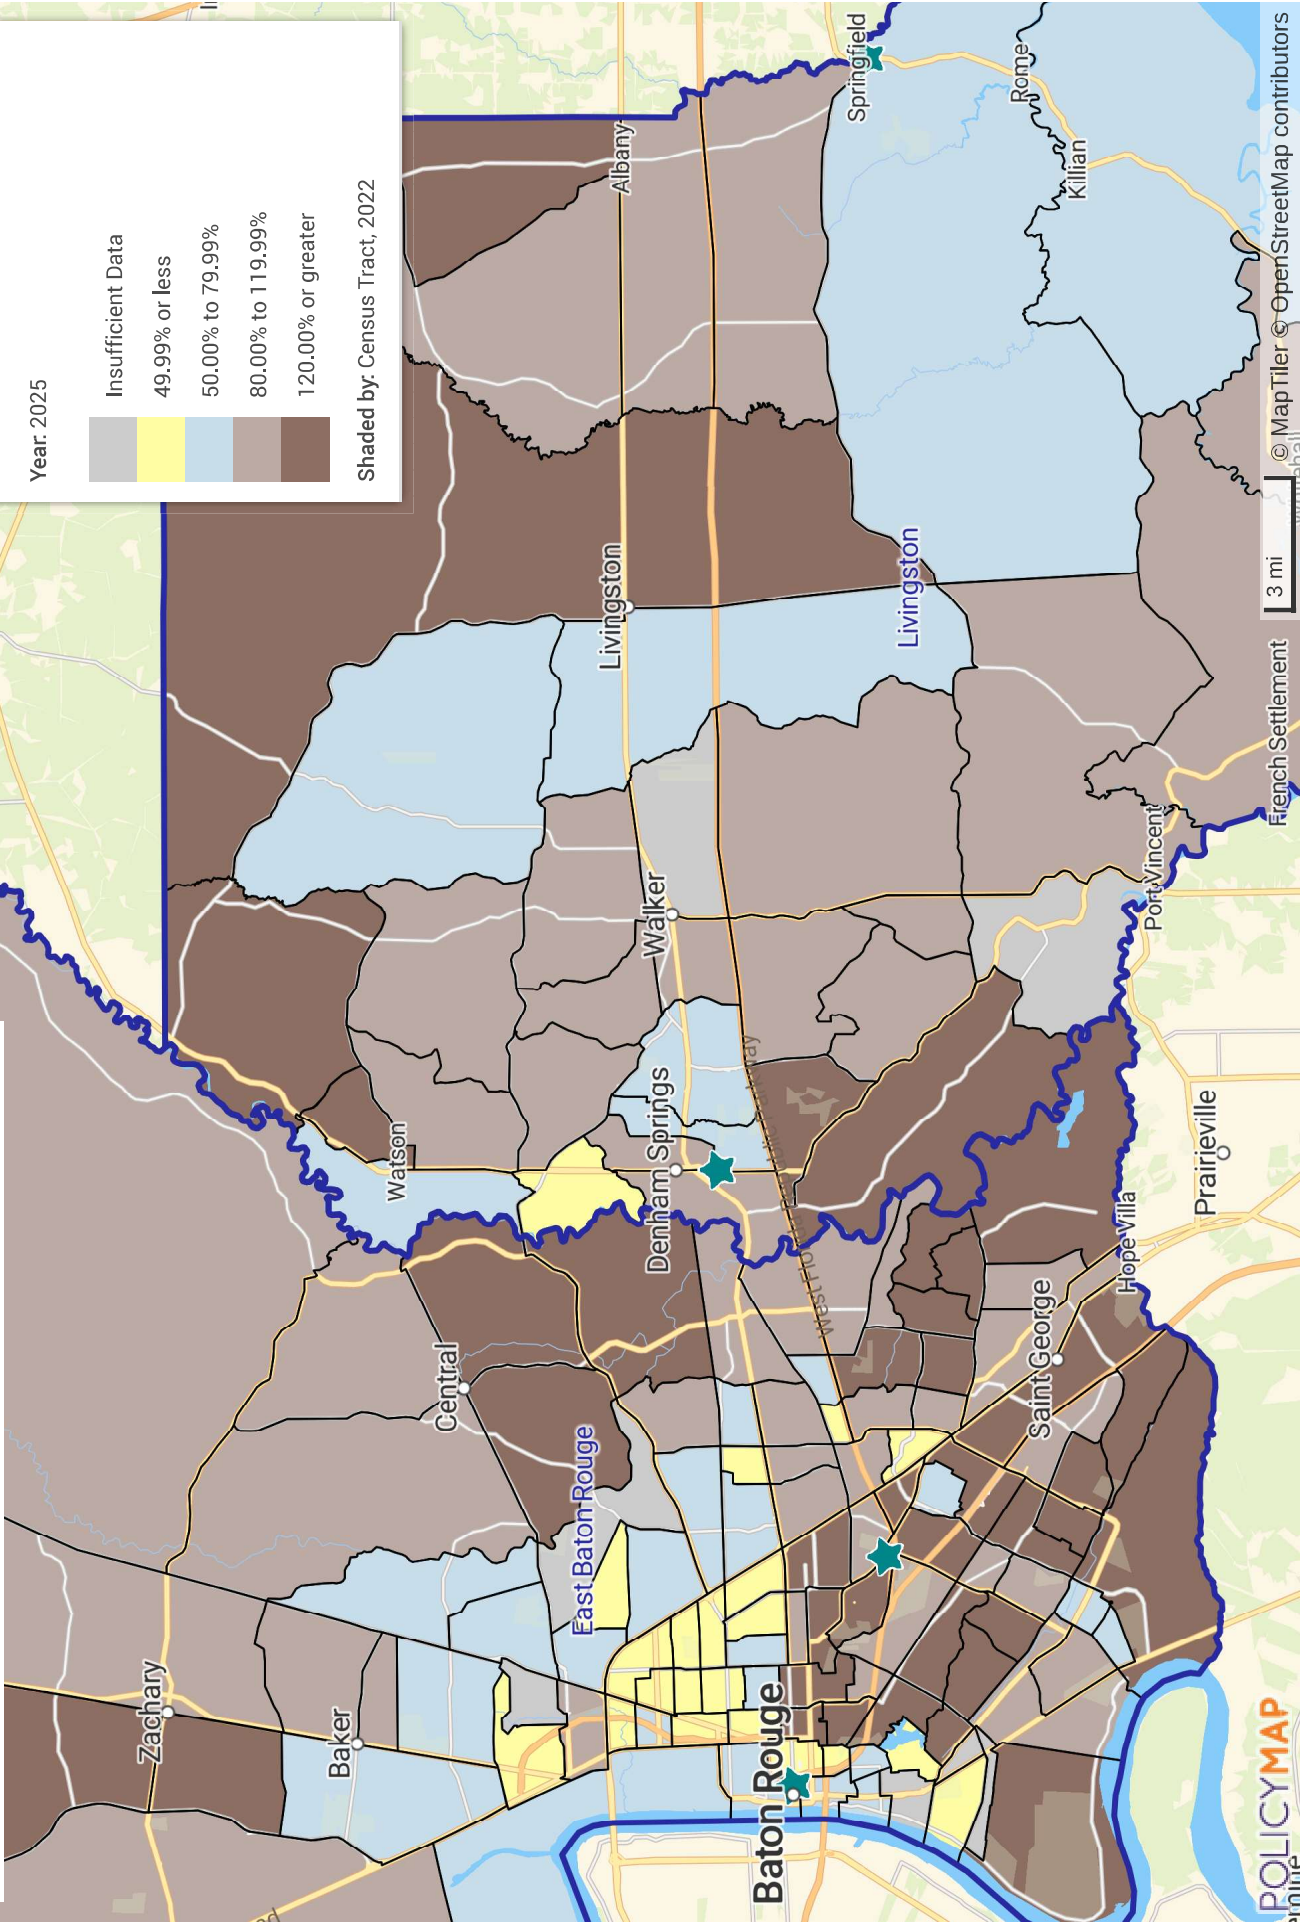 Year: 2025
Insufficient Data
49.99% or less
50.00% to 79.99%
80.00% to 119.99%
120.00% or greater
Shaded by: Census Tract, 2022
Zachary
Baker
Central
Watson
East Baton Rouge
Baton Rouge
Denham Springs
Walker
Livingston
Albany
Springfield
Livingston
Rome
Killian
Saint George
Hope Villa
Prairieville
Port Vincent
French Settlement
3 mi
© MapTiler © OpenStreetMap contributors
POLICYMAP